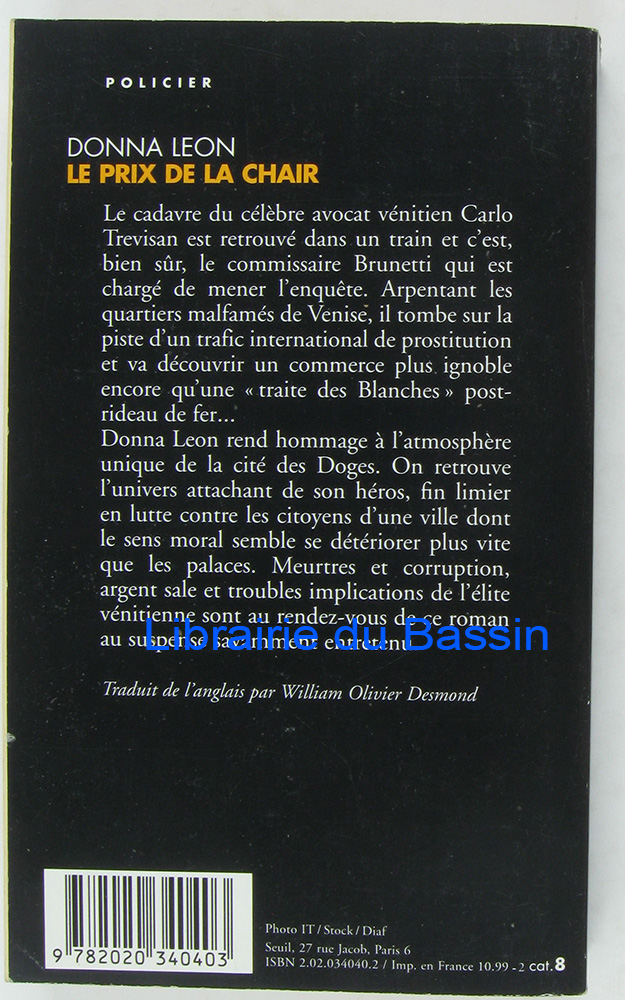 POLICIER
DONNA LEON
LE PRIX DE LA CHAIR
Le cadavre du célèbre avocat vénitien Carlo
Trevisan est retrouvé dans un train et c'est,
bien sûr, le commissaire Brunetti qui est
chargé de mener l'enquête. Arpentant les
quartiers malfamés de Venise, il tombe sur la
piste d'un trafic international de prostitution
et va découvrir un commerce plus ignoble
encore qu'une « traite des Blanches » post-
rideau de fer...
Donna Leon rend hommage à l'atmosphère
unique de la cité des Doges. On retrouve
l'univers attachant de son héros, fin limier
en lutte contre les citoyens d'une ville dont
le sens moral semble se détériorer plus vite
que les palaces. Meurtres et corruption,
argent sale et troubles implications de l'élite
vénitienne sont au rendez-vous de ce roman
au suspense savamment entretenu
Librairie du Bassin
Traduit de l'anglais par William Olivier Desmond
9 782020 340403
Photo IT / Stock / Diaf
Seuil, 27 rue Jacob, Paris 6
ISBN 2.02.034040.2 / Imp. en France 10.99 - 2 cat.8